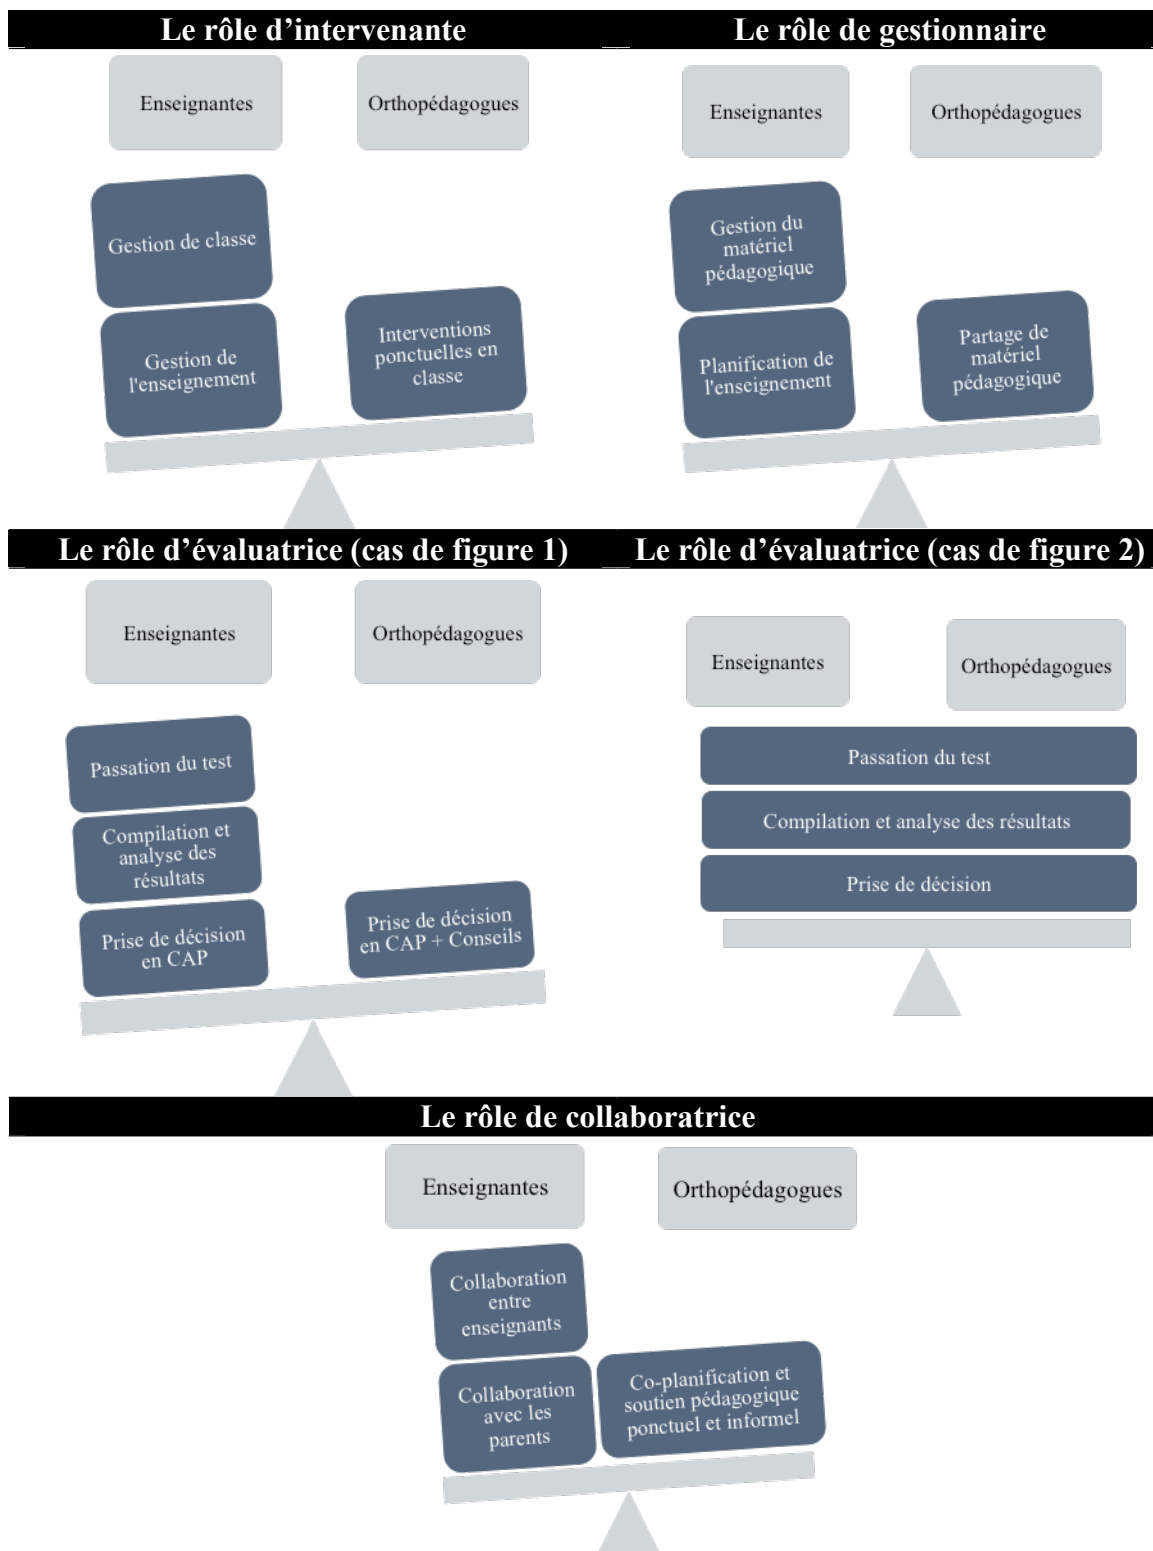 Le rôle d’intervenante
Enseignantes
Orthopédagogues
Gestion de classe
Gestion de
l'enseignement
Interventions
ponctuelles en
classe
Le rôle de gestionnaire
Enseignantes
Orthopédagogues
Gestion du
matériel
pédagogique
Planification de
l'enseignement
Partage de
matériel
pédagogique
Le rôle d’évaluatrice (cas de figure 1)
Enseignantes
Orthopédagogues
Passation du test
Compilation et
analyse des
résultats
Prise de décision
en CAP
Prise de décision
en CAP + Conseils
Le rôle d’évaluatrice (cas de figure 2)
Enseignantes
Orthopédagogues
Passation du test
Compilation et analyse des résultats
Prise de décision
Le rôle de collaboratrice
Enseignantes
Orthopédagogues
Collaboration
entre
enseignants
Collaboration
avec les
parents
Co-planification et
soutien pédagogique
ponctuel et informel